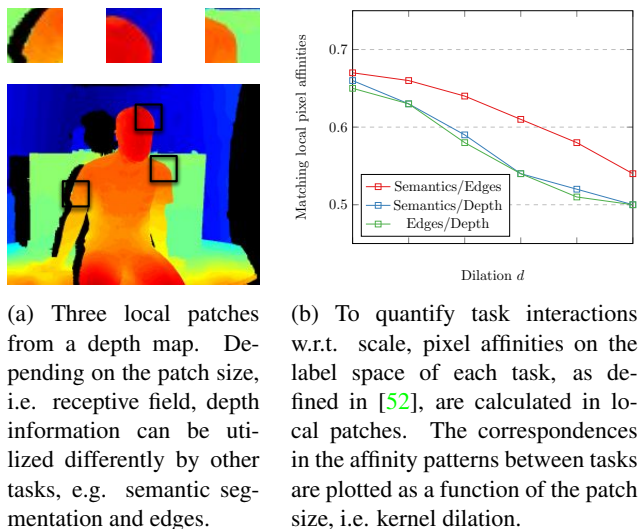 0.7
0.6
0.5
Matching local pixel affinities
Semantics/Edges
Semantics/Depth
Edges/Depth
Dilation d
(a) Three local patches
from a depth map. De-
pending on the patch size,
i.e. receptive field, depth
information can be uti-
lized differently by other
tasks, e.g. semantic seg-
mentation and edges.
(b) To quantify task interactions
w.r.t. scale, pixel affinities on the
label space of each task, as de-
fined in [52], are calculated in lo-
cal patches. The correspondences
in the affinity patterns between tasks
are plotted as a function of the patch
size, i.e. kernel dilation.